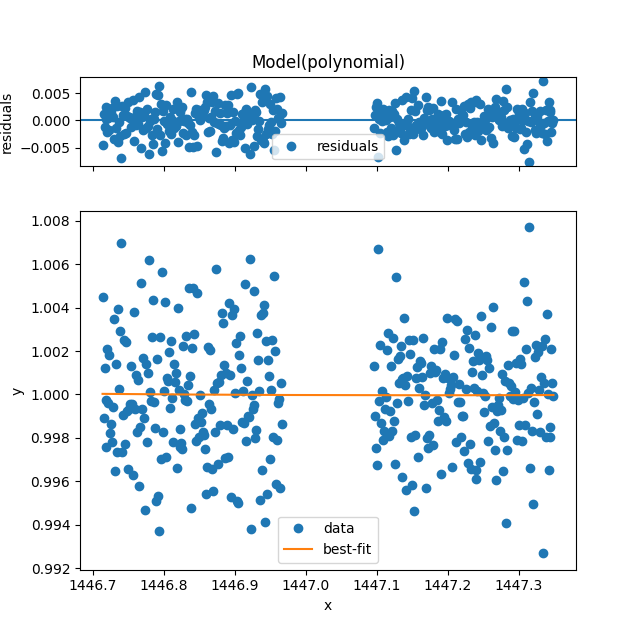 Model(polynomial)
residuals
0.005
0.000
−0.005
residuals
y
1.008
1.006
1.004
1.002
1.000
0.998
0.996
0.994
0.992
data
best-fit
1446.7 1446.8 1446.9 1447.0 1447.1 1447.2 1447.3
x